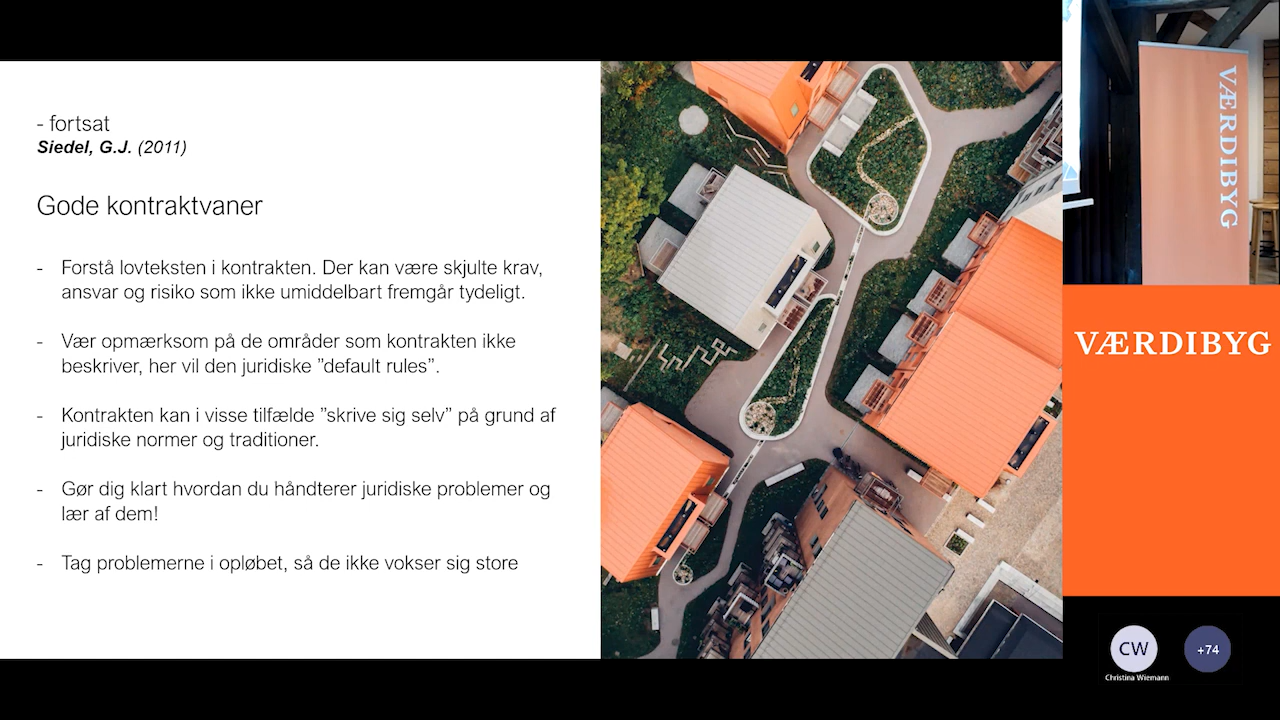 - fortsat
Siedel, G.J. (2011)
Gode kontraktvaner
- Forstå lovteksten i kontrakten. Der kan være skjulte krav,
ansvar og risiko som ikke umiddelbart fremgår tydeligt.
- Vær opmærksom på de områder som kontrakten ikke
beskriver, her vil den juridiske ”default rules”.
- Kontrakten kan i visse tilfælde ”skrive sig selv” på grund af
juridiske normer og traditioner.
- Gør dig klart hvordan du håndterer juridiske problemer og
lær af dem!
- Tag problemerne i opløbet, så de ikke vokser sig store
VÆRDIBYG
VÆRDIBYG
CW
+74
Christina Wiemann